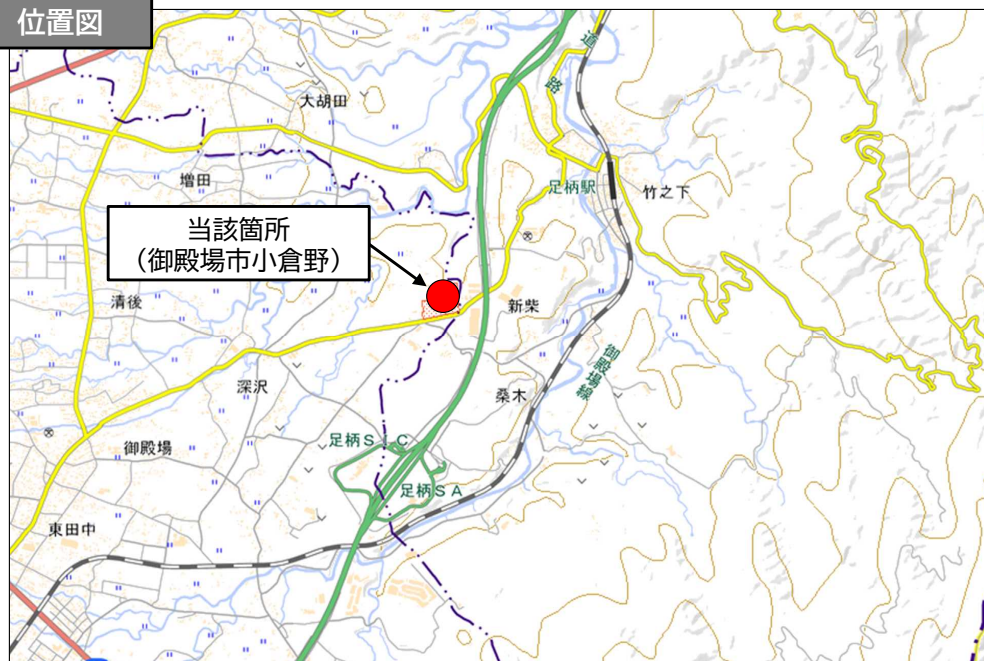 位置図
道
路
大胡田
増田
足柄駅
竹之下
当該箇所
（御殿場市小倉野）
清後
新柴
御殿場線
深沢
桑木
足柄ＳＩＣ
御殿場
足柄ＳＡ
東田中